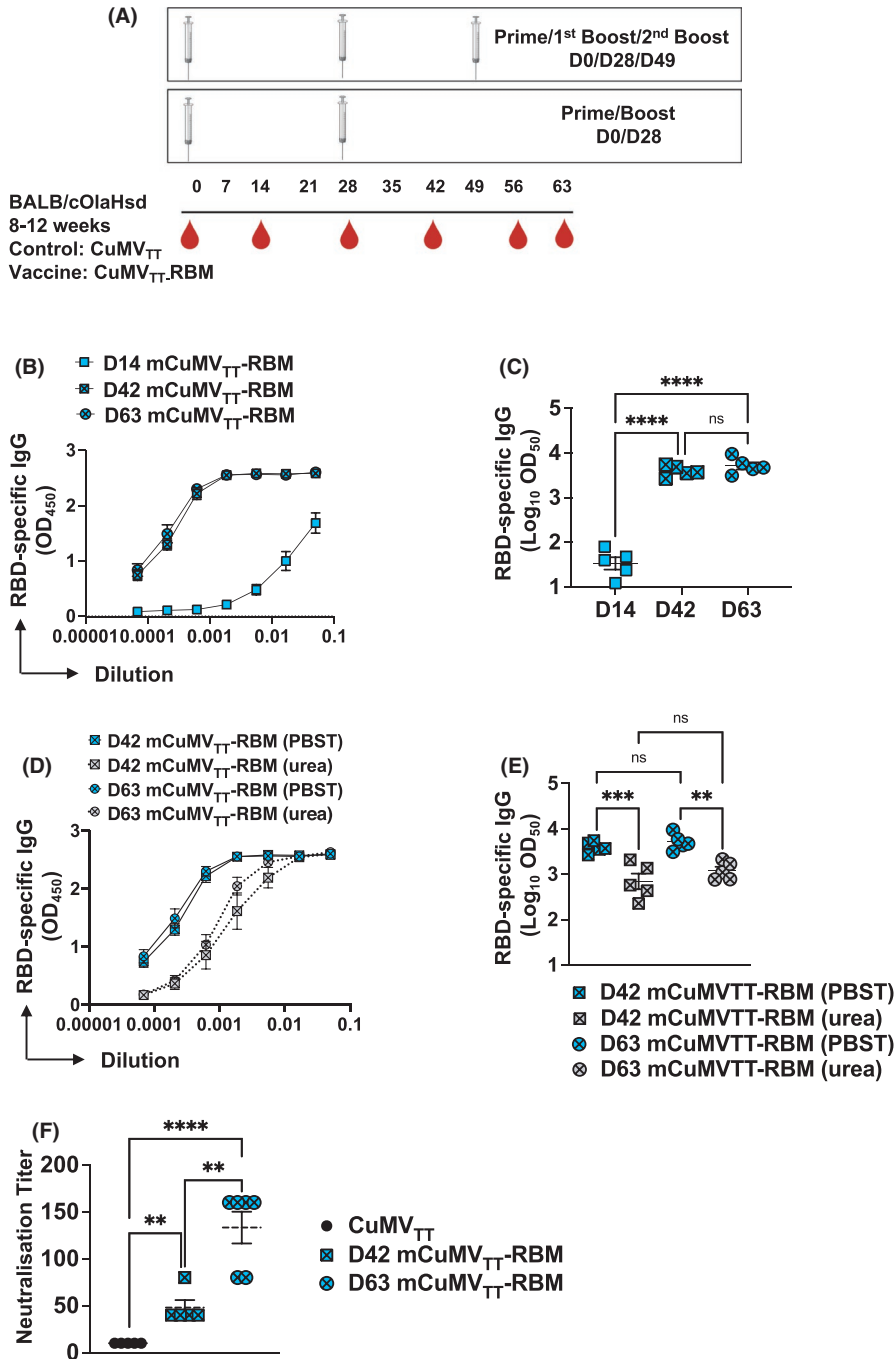 (A)
Prime/1st Boost/2nd Boost
D0/D28/D49
Prime/Boost
D0/D28
0 7 14 21 28 35 42 49 56 63
BALB/cOlaHsd
8-12 weeks
Control: CuMVTT
Vaccine: CuMVTT-RBM
(B)
D14 mCuMVTT-RBM
D42 mCuMVTT-RBM
D63 mCuMVTT-RBM
RBD-specific IgG
(OD450)
3
2
1
0
0.00001 0.0001 0.001 0.01 0.1
Dilution
(C)
****
****
ns
RBD-specific IgG
(Log10 OD50)
5
4
3
2
1
D14 D42 D63
(D)
D42 mCuMVTT-RBM (PBST)
D42 mCuMVTT-RBM (urea)
D63 mCuMVTT-RBM (PBST)
D63 mCuMVTT-RBM (urea)
RBD-specific IgG
(OD450)
3
2
1
0
0.00001 0.0001 0.001 0.01 0.1
Dilution
(E)
ns
ns
***
**
RBD-specific IgG
(Log10 OD50)
5
4
3
2
1
D42 mCuMVTT-RBM (PBST)
D42 mCuMVTT-RBM (urea)
D63 mCuMVTT-RBM (PBST)
D63 mCuMVTT-RBM (urea)
(F)
****
**
**
Neutralisation Titer
200
150
100
50
0
CuMVTT
D42 mCuMVTT-RBM
D63 mCuMVTT-RBM